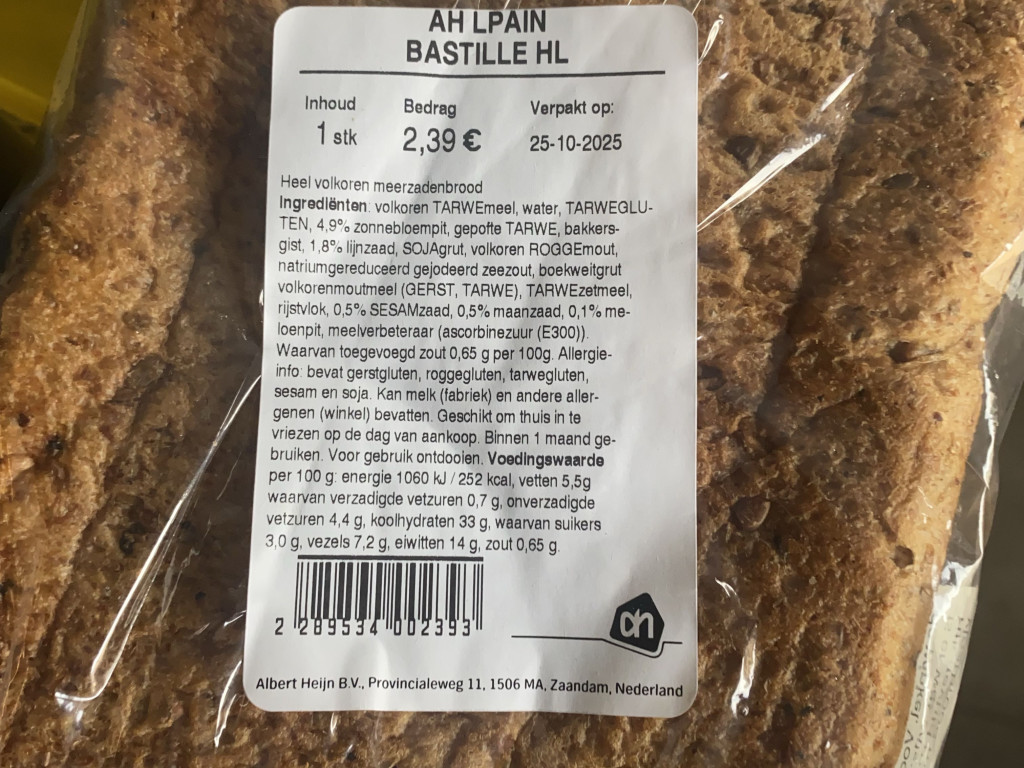 AH LPAIN
BASTILLE HL
Inhoud Bedrag Verpakt op:
1 stk 2,39 € 25-10-2025
Heel volkoren meerzadenbrood
Ingrediënten: volkoren TARWEmeel, water, TARWEGLU-
TEN, 4,9% zonnebloempit, gepofte TARWE, bakkers-
gist, 1,8% lijnzaad, SOJAgrut, volkoren ROGGEmout,
natriumgereduceerd gejodeerd zeezout, boekweitgrut
volkorenmoutmeel (GERST, TARWE), TARWEzetmeel,
rijstvlok, 0,5% SESAMzaad, 0,5% maanzaad, 0,1% me-
loenpit, meelverbeteraar (ascorbinezuur (E300)).
Waarvan toegevoegd zout 0,65 g per 100g. Allergie-
info: bevat gerstgluten, roggegluten, tarwegluten,
sesam en soja. Kan melk (fabriek) en andere aller-
genen (winkel) bevatten. Geschikt om thuis in te
vriezen op de dag van aankoop. Binnen 1 maand ge-
bruiken. Voor gebruik ontdooien. Voedingswaarde
per 100 g: energie 1060 kJ / 252 kcal, vetten 5,5g
waarvan verzadigde vetzuren 0,7 g, onverzadigde
vetzuren 4,4 g, koolhydraten 33 g, waarvan suikers
3,0 g, vezels 7,2 g, eiwitten 14 g, zout 0,65 g.
2 289534 002393
ah
Albert Heijn B.V., Provincialeweg 11, 1506 MA, Zaandam, Nederland